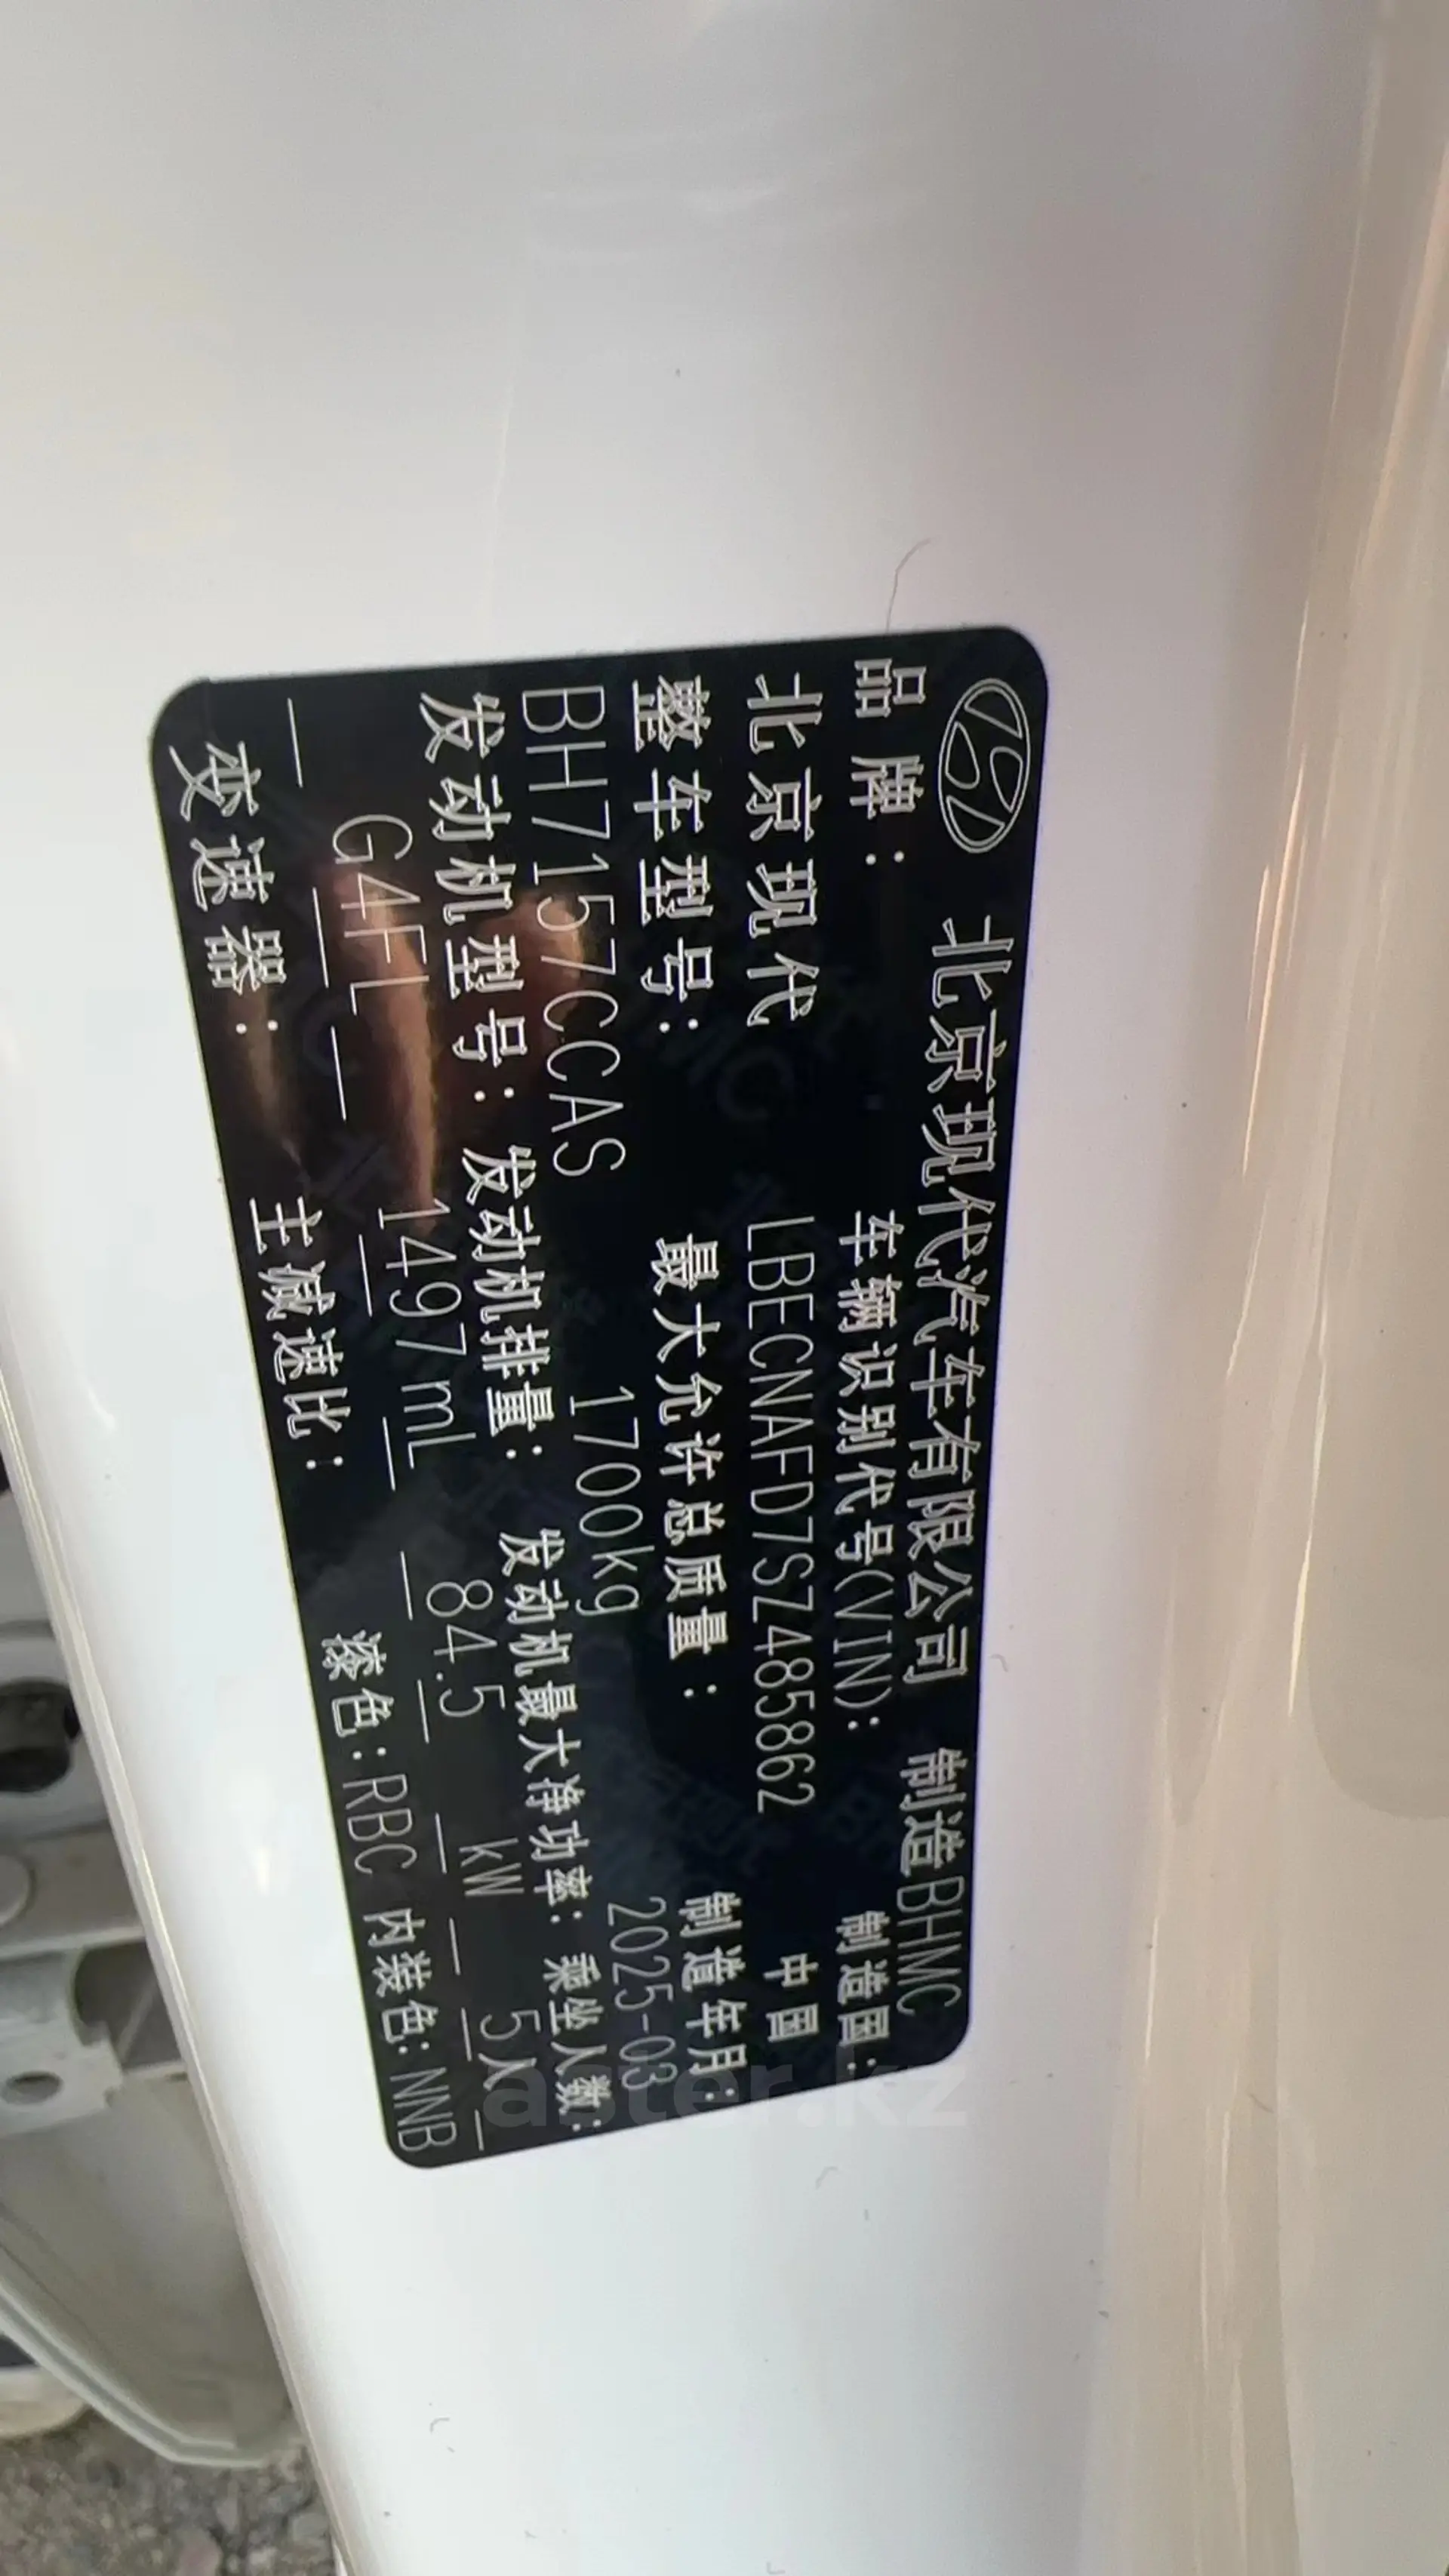 北京现代汽车有限公司 制造 BHMC
品牌: 车辆识别代号(VIN): 制造国:
北京现代 LBECNAFD7SZ485862 中国
整车型号: 最大允许总质量: 制造年月:
BH7157CCAS 1700kg 2025-03
发动机型号: 发动机排量: 发动机最大净功率: 乘坐人数:
G4FL 1497mL 84.5 kW 5人
变速器: 主减速比: 漆色:RBC 内装色:NNB
aster.kz